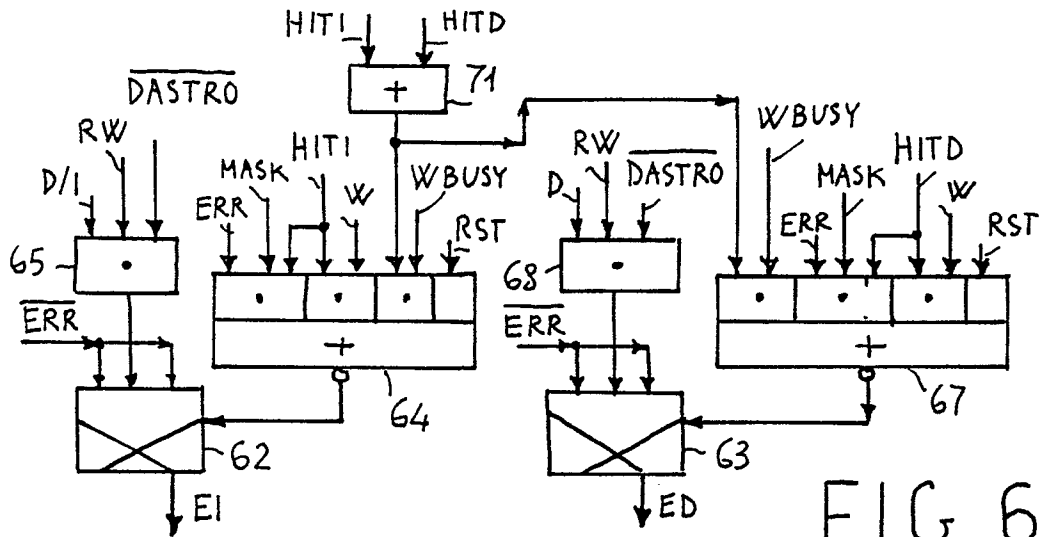 HITI HITD
+ 71
DASTRO
RW
D/I
65
ERR
MASK
HITI
W
WBUSY
RST
ERR
+
64
62
EI
D
RW
DASTRO
68
ERR
WBUSY
ERR
MASK
HITD
W
RST
+
67
63
ED
FIG 6